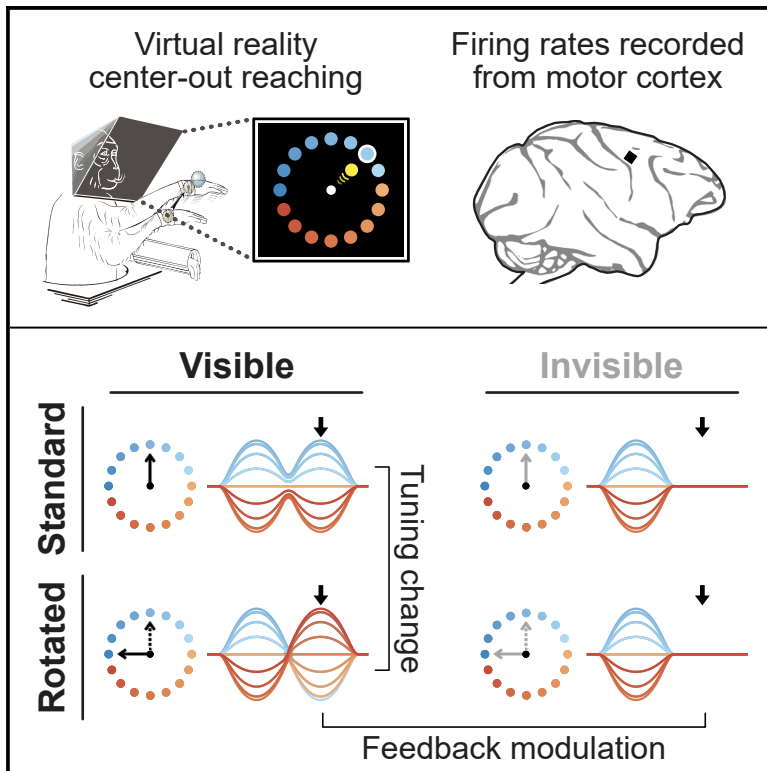 Virtual reality
center-out reaching
Firing rates recorded
from motor cortex
Visible
Invisible
Standard
Tuning change
Rotated
Feedback modulation